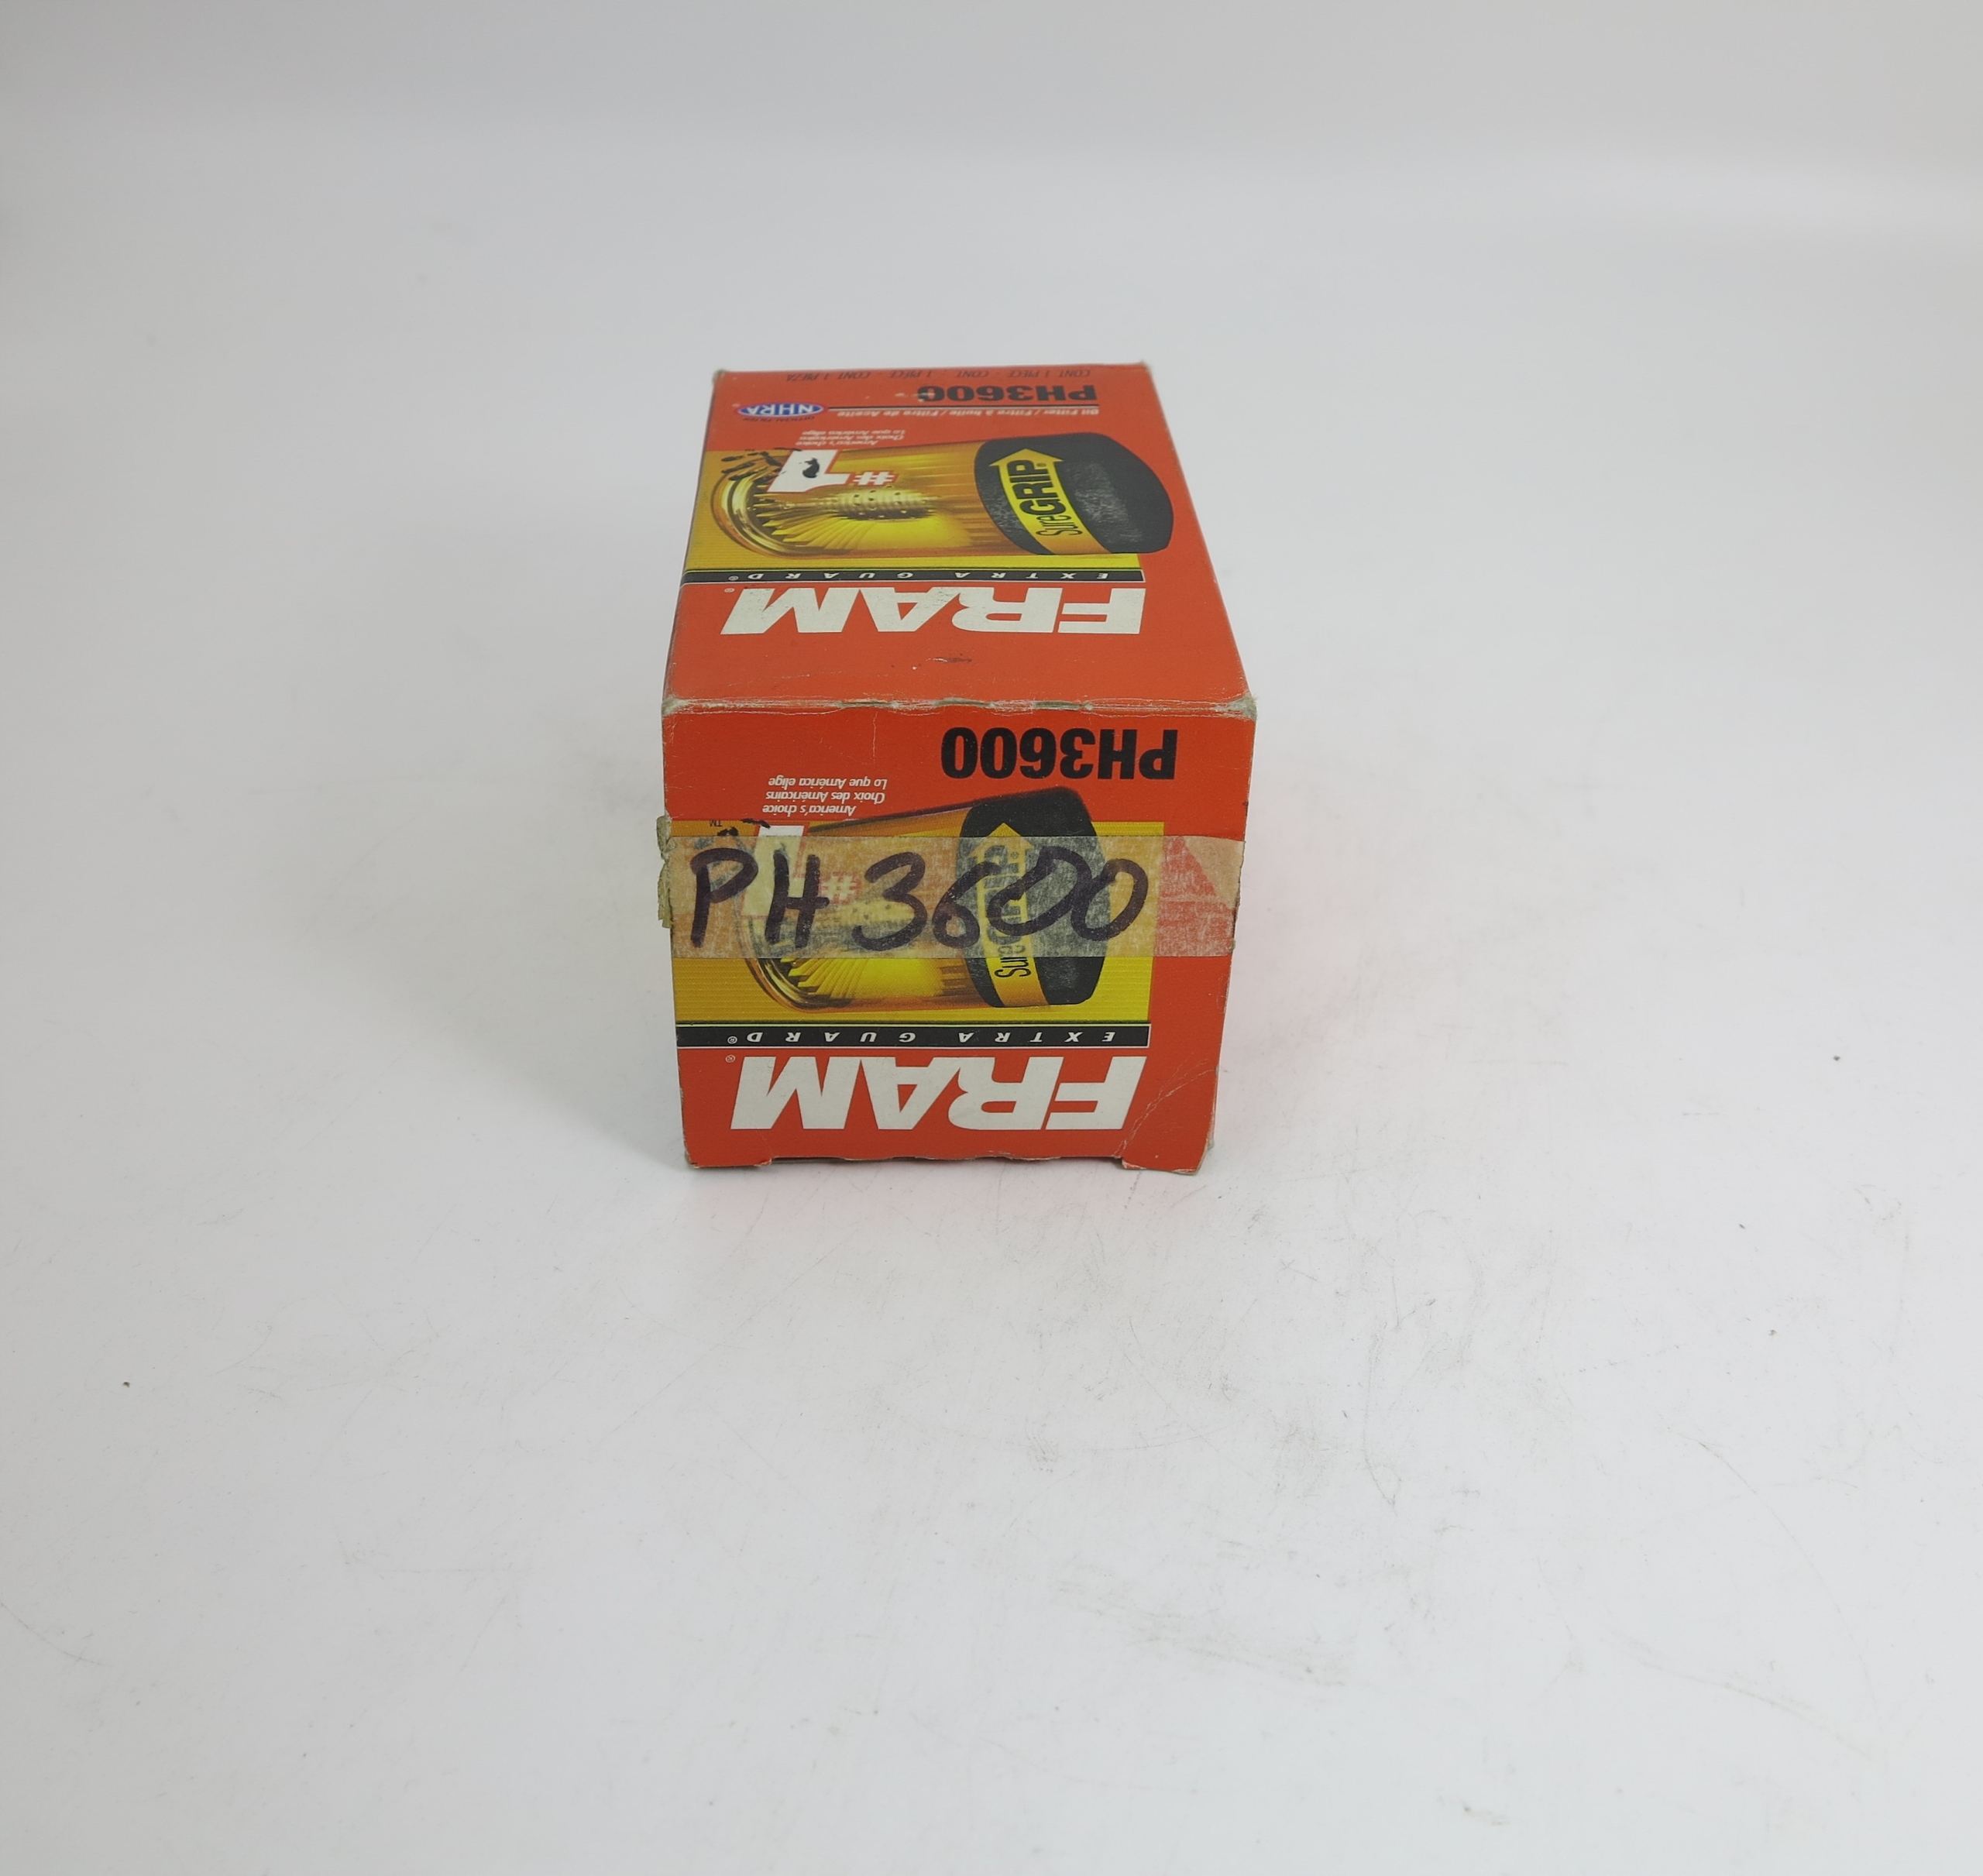 FRAM®
EXTRA GUARD®
SureGRIP®
#1
America's choice
Choix des Américains
Lo que América elige
Oil Filter / Filtre à huile / Filtro de Aceite
NHRA
PH3600
CONT 1 PIECE - CONT. 1 PIÈCE - CONT. 1 PIEZA
FRAM®
EXTRA GUARD®
Sure
#1
TM
America's choice
Choix des Américains
Lo que América elige
PH3600
PH 3600